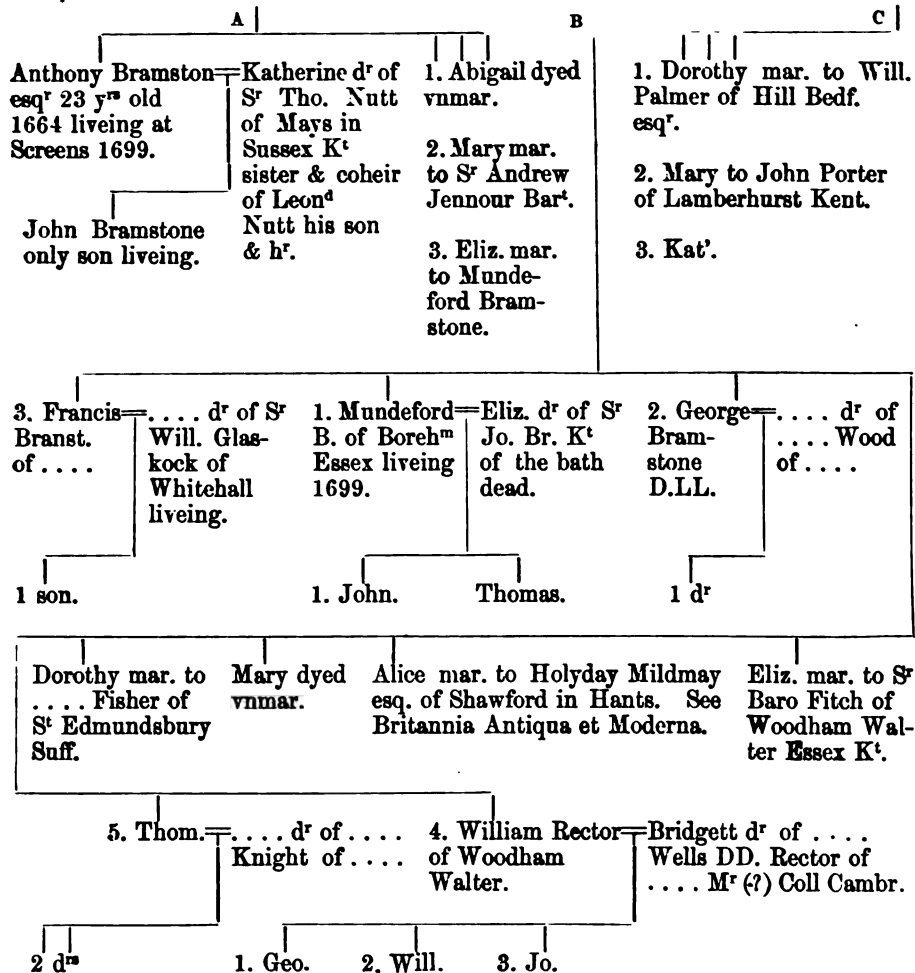 A B C
Anthony Bramston=
esqʳ 23 yʳˢ old
1664 liveing at
Screens 1699.
Katherine dʳ of
Sʳ Tho. Nutt
of Mays in
Sussex Kᵗ
sister & coheir
of Leonᵈ
Nutt his son
& hʳ.
1. Abigail dyed
vnmar.
2. Mary mar.
to Sʳ Andrew
Jennour Barᵗ.
3. Eliz. mar.
to Munde-
ford Bram-
stone.
1. Dorothy mar. to Will.
Palmer of Hill Bedf.
esqʳ.
2. Mary to John Porter
of Lamberhurst Kent.
3. Kat'.
John Bramstone
only son liveing.
3. Francis=
Branst.
of . . . .
. . . . dʳ of Sʳ
Will. Glas-
kock of
Whitehall
liveing.
1. Mundeford=
B. of Borehᵐ
Essex liveing
1699.
Eliz. dʳ of Sʳ
Jo. Br. Kᵗ
of the bath
dead.
2. George=
Bram-
stone
D.LL.
. . . . dʳ of
. . . . Wood
of . . . .
1 son.
1. John.
Thomas.
1 dʳ
Dorothy mar. to
. . . . Fisher of
Sᵗ Edmundsbury
Suff.
Mary dyed
vnmar.
Alice mar. to Holyday Mildmay
esq. of Shawford in Hants. See
Britannia Antiqua et Moderna.
Eliz. mar. to Sʳ
Baro Fitch of
Woodham Wal-
ter Essex Kᵗ.
5. Thom.=
. . . . dʳ of . . . .
Knight of . . . .
4. William Rector=
of Woodham
Walter.
Bridgett dʳ of . . . .
Wells DD. Rector of
. . . . Mʳ (?) Coll Cambr.
2 dʳˢ
1. Geo.
2. Will.
3. Jo.